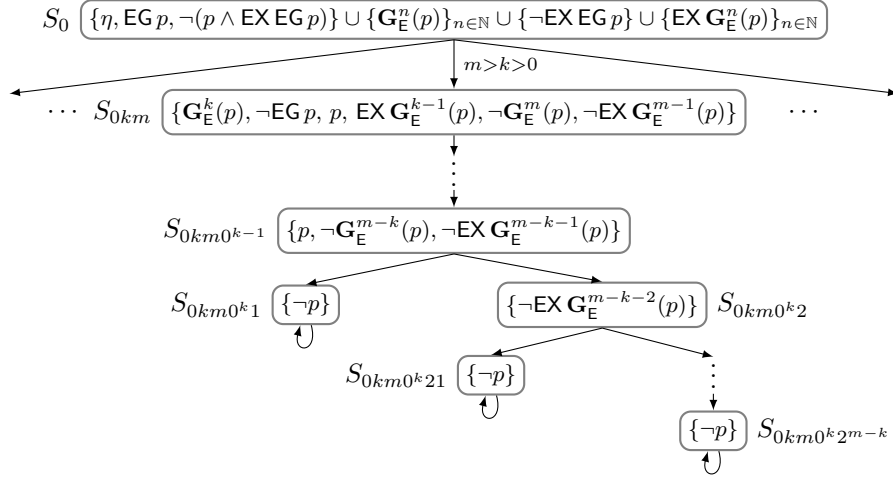 S₀ {η, EG p, ¬(p ∧ EX EG p)} ∪ {G_E^n(p)}_{n∈ℕ} ∪ {¬EX EG p} ∪ {EX G_E^n(p)}_{n∈ℕ}
m>k>0
⋯ S_{0km} {G_E^k(p), ¬EG p, p, EX G_E^{k−1}(p), ¬G_E^m(p), ¬EX G_E^{m−1}(p)} ⋯
⋮
S_{0km0^{k−1}} {p, ¬G_E^{m−k}(p), ¬EX G_E^{m−k−1}(p)}
S_{0km0^k1} {¬p} {¬EX G_E^{m−k−2}(p)} S_{0km0^k2}
S_{0km0^k21} {¬p} ⋮
{¬p} S_{0km0^k2^{m−k}}